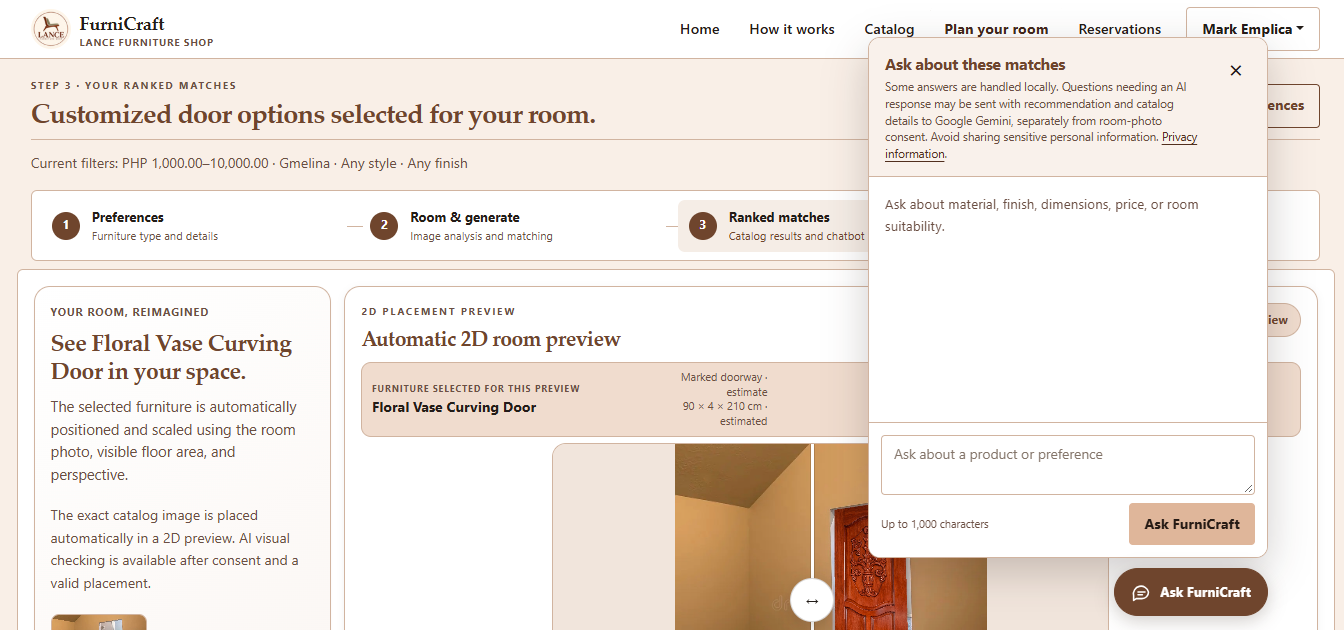 LANCE
FurniCraft
LANCE FURNITURE SHOP
Home
How it works
Catalog
Plan your room
Reservations
Mark Emplica
STEP 3 · YOUR RANKED MATCHES
Customized door options selected for your room.
ences
Current filters: PHP 1,000.00–10,000.00 · Gmelina · Any style · Any finish
1
Preferences
Furniture type and details
2
Room & generate
Image analysis and matching
3
Ranked matches
Catalog results and chatbot
YOUR ROOM, REIMAGINED
See Floral Vase Curving
Door in your space.
The selected furniture is automatically
positioned and scaled using the room
photo, visible floor area, and
perspective.
The exact catalog image is placed
automatically in a 2D preview. AI visual
checking is available after consent and a
valid placement.
2D PLACEMENT PREVIEW
Automatic 2D room preview
iew
FURNITURE SELECTED FOR THIS PREVIEW
Floral Vase Curving Door
Marked doorway ·
estimate
90 × 4 × 210 cm ·
estimated
Ask about these matches
Some answers are handled locally. Questions needing an AI
response may be sent with recommendation and catalog
details to Google Gemini, separately from room-photo
consent. Avoid sharing sensitive personal information. Privacy
information.
Ask about material, finish, dimensions, price, or room
suitability.
Ask about a product or preference
Up to 1,000 characters
Ask FurniCraft
Ask FurniCraft